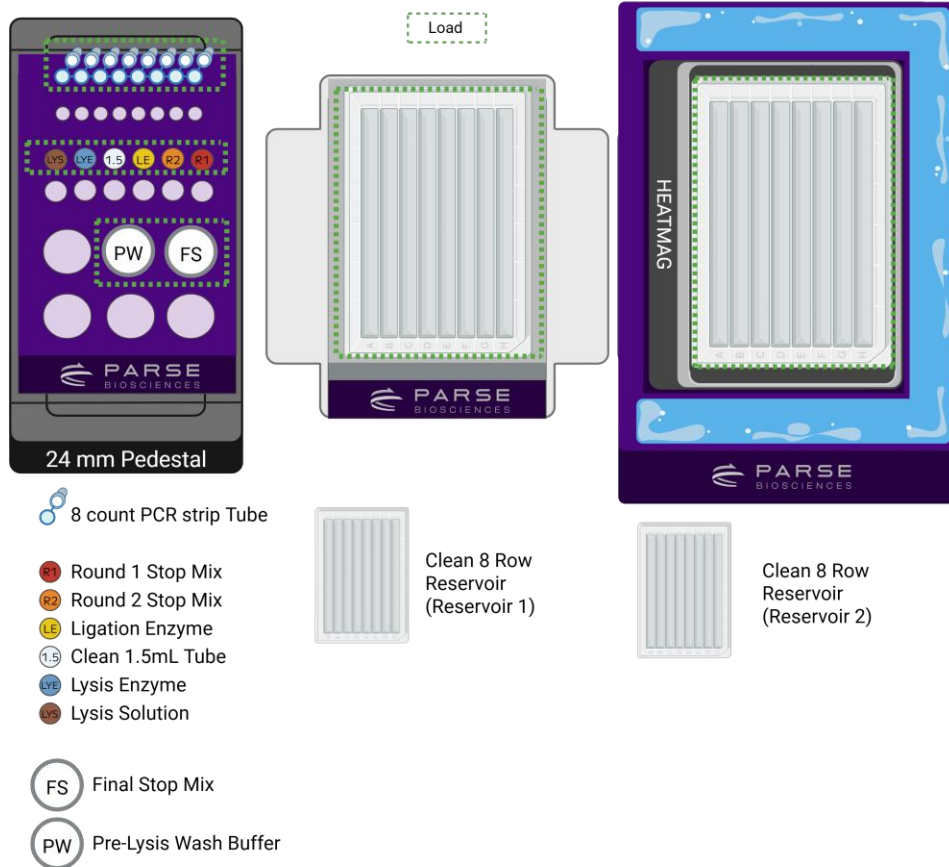 Load
LYS LYE 1.5 LE R2 R1
PW FS
PARSE
BIOSCIENCES
24 mm Pedestal
A B C D E F G H
PARSE
BIOSCIENCES
HEATMAG
A B C D E F G H
PARSE
BIOSCIENCES
8 count PCR strip Tube
R1 Round 1 Stop Mix
R2 Round 2 Stop Mix
LE Ligation Enzyme
1.5 Clean 1.5mL Tube
LYE Lysis Enzyme
LYS Lysis Solution
FS Final Stop Mix
PW Pre-Lysis Wash Buffer
Clean 8 Row
Reservoir
(Reservoir 1)
Clean 8 Row
Reservoir
(Reservoir 2)